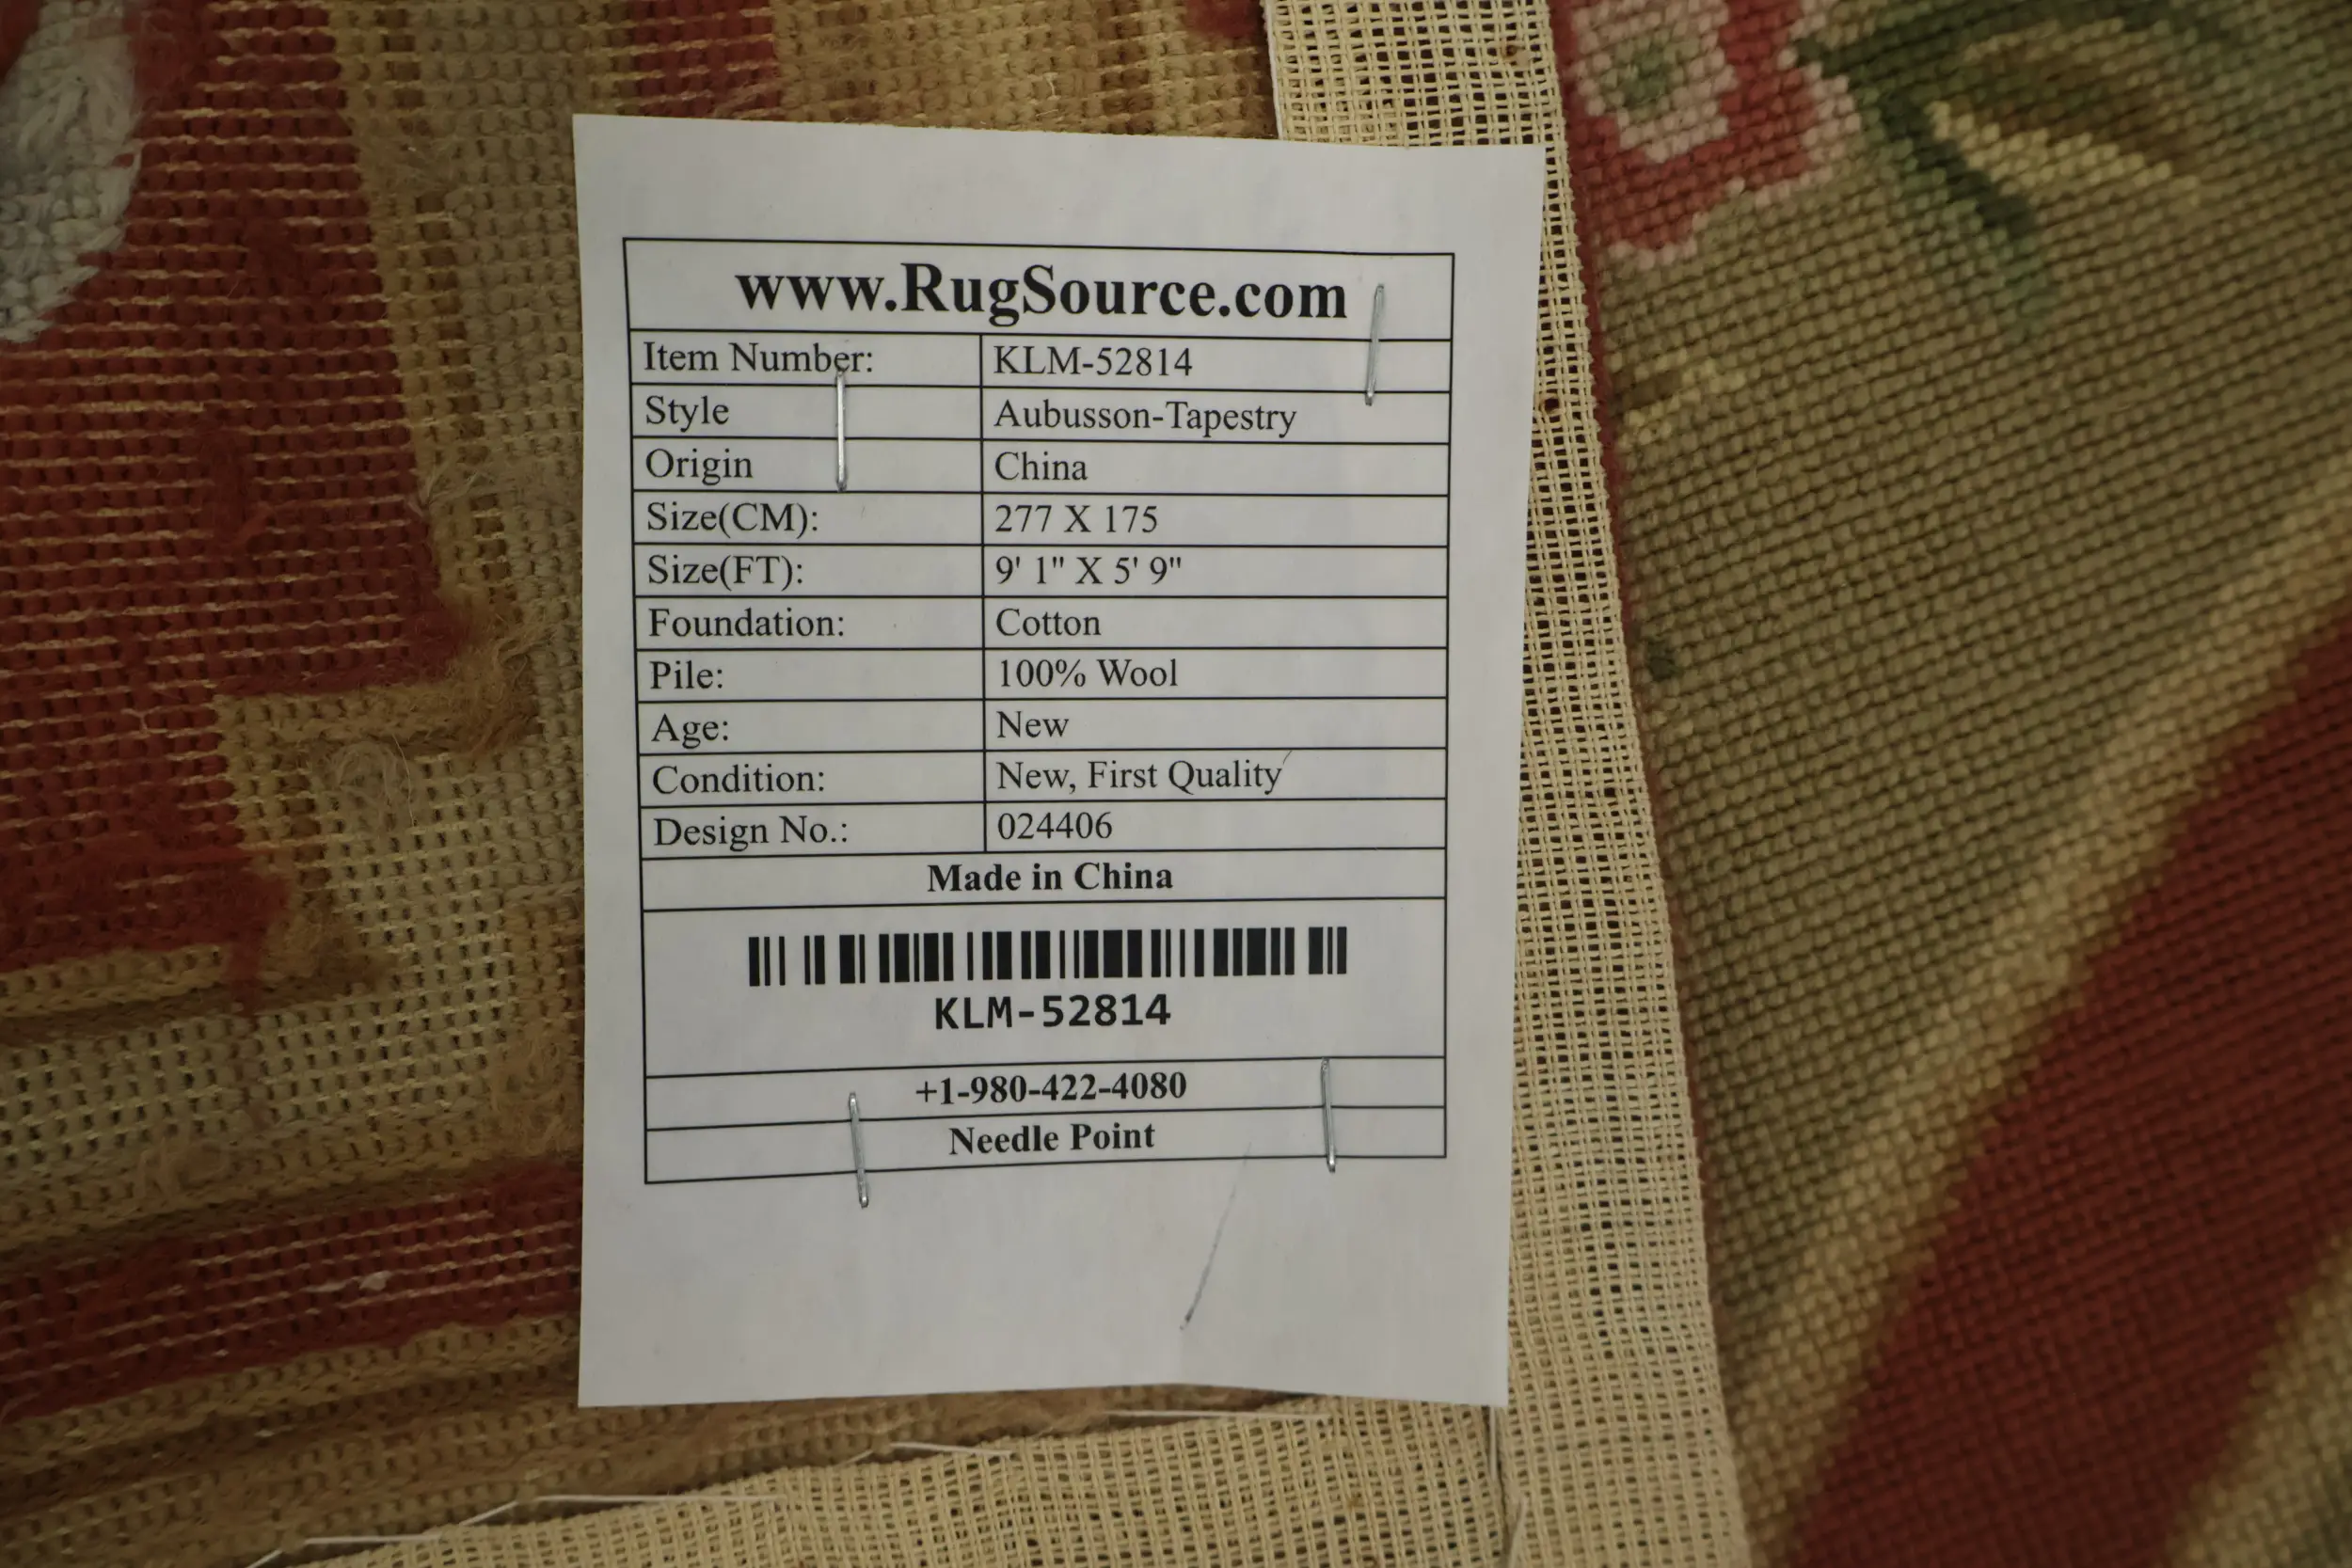 www.RugSource.com
Item Number: KLM-52814
Style Aubusson-Tapestry
Origin China
Size(CM): 277 X 175
Size(FT): 9' 1" X 5' 9"
Foundation: Cotton
Pile: 100% Wool
Age: New
Condition: New, First Quality
Design No.: 024406
Made in China
KLM-52814
+1-980-422-4080
Needle Point